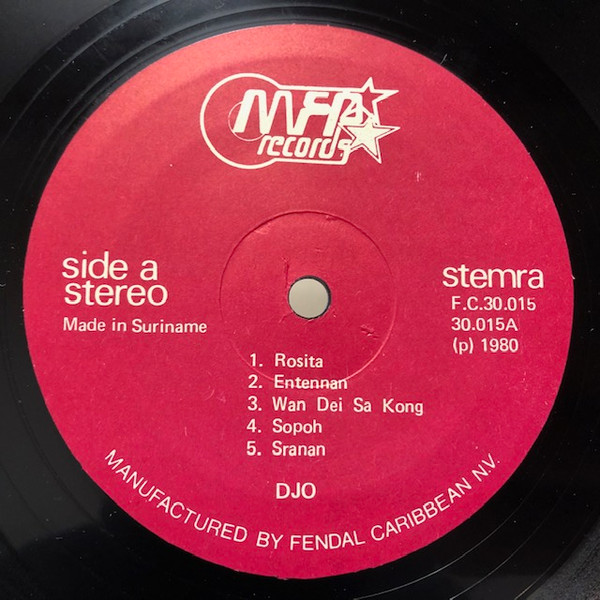 MFP
records
side a
stereo
Made in Suriname
stemra
F.C.30.015
30.015A
(p) 1980
1. Rosita
2. Entennan
3. Wan Dei Sa Kong
4. Sopoh
5. Sranan
DJO
MANUFACTURED BY FENDAL CARIBBEAN N.V.